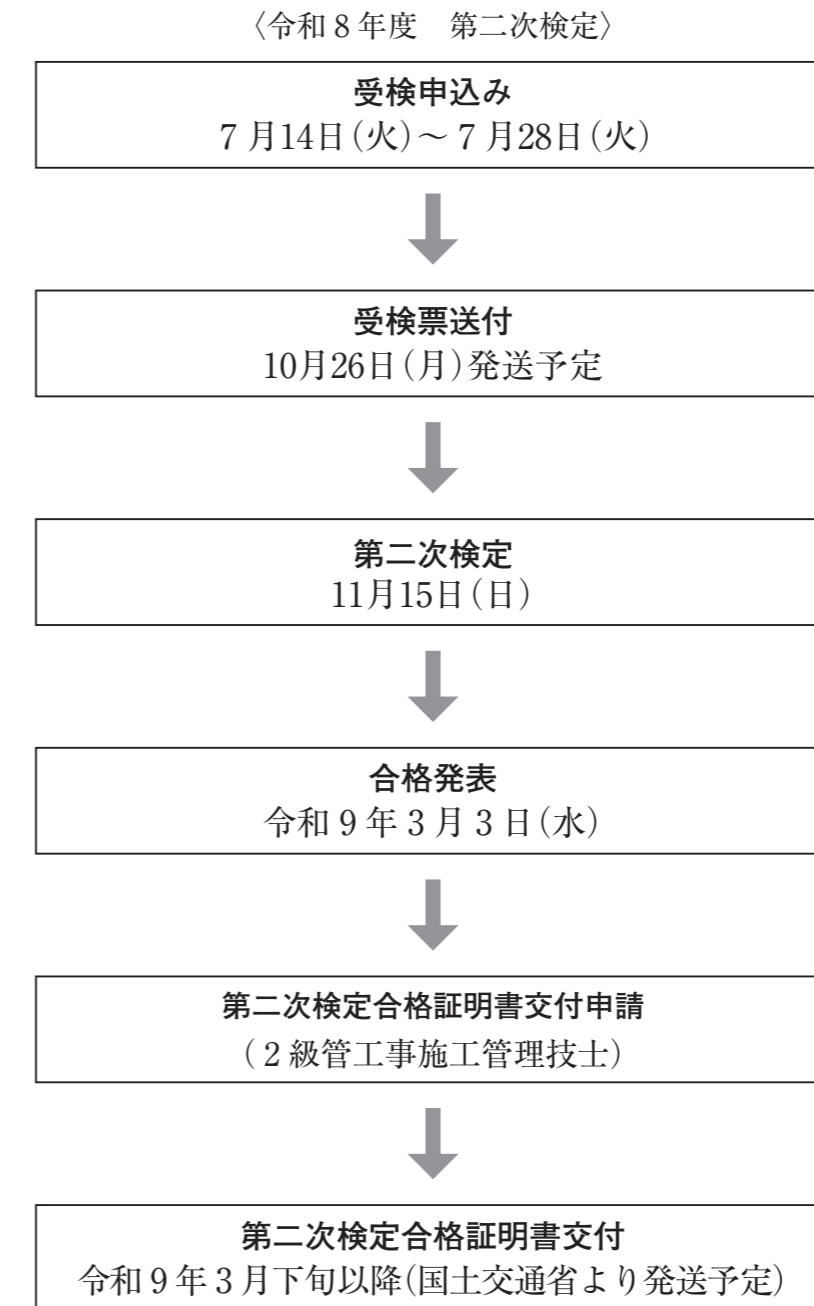 〈令和8年度　第二次検定〉
受検申込み
7月14日(火)～7月28日(火)
受検票送付
10月26日(月)発送予定
第二次検定
11月15日(日)
合格発表
令和9年3月3日(水)
第二次検定合格証明書交付申請
(2級管工事施工管理技士)
第二次検定合格証明書交付
令和9年3月下旬以降(国土交通省より発送予定)